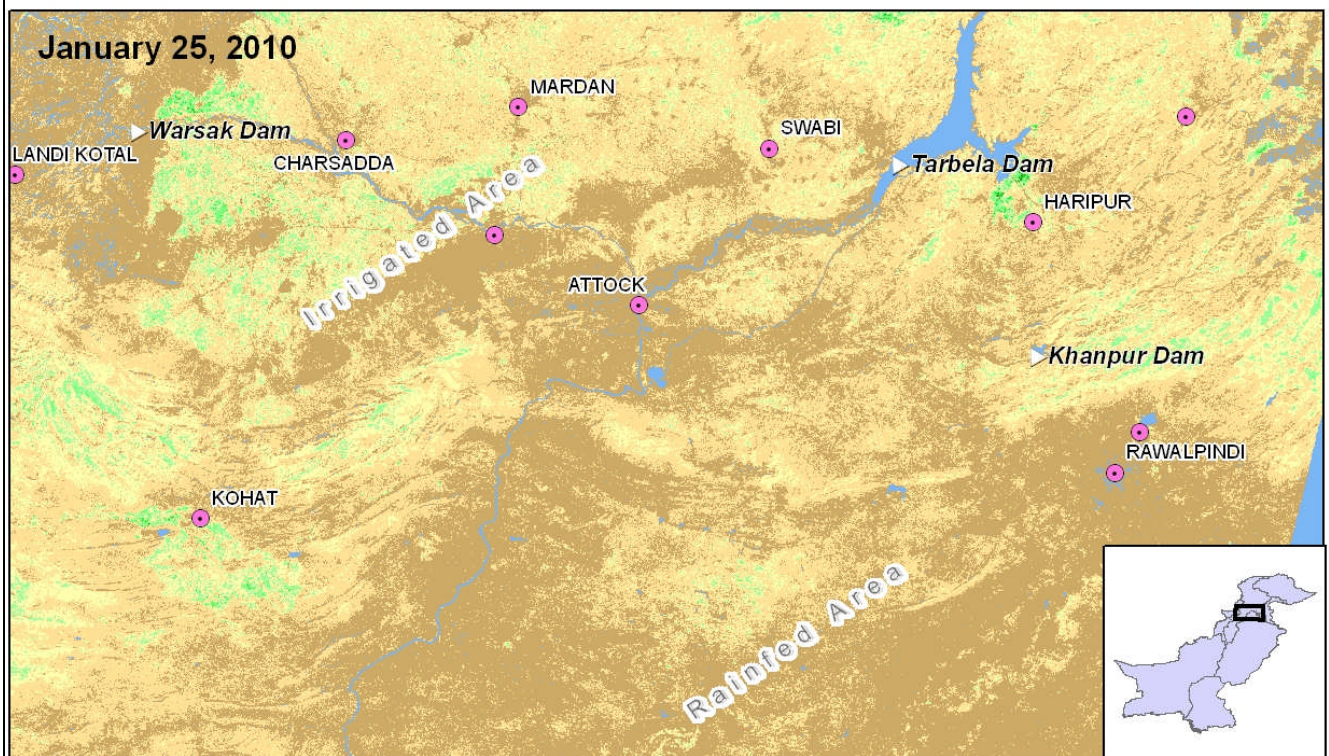 January 25, 2010
MARDAN
Warsak Dam
SWABI
LANDI KOTAL
CHARSADDA
Tarbela Dam
HARIPUR
Irrigated Area
ATTOCK
Khanpur Dam
RAWALPINDI
KOHAT
Rainfed Area